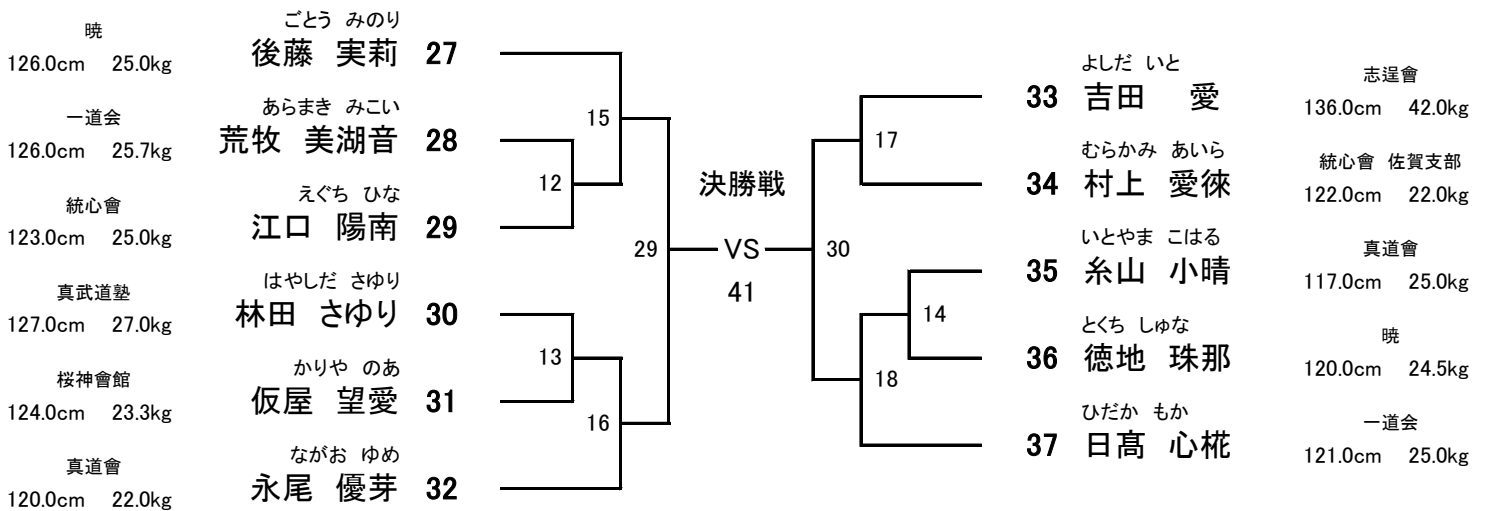 暁
126.0cm 25.0kg
ごとう みのり
後藤 実莉 27
一道会
126.0cm 25.7kg
あらまき みこい
荒牧 美湖音 28
統心會
123.0cm 25.0kg
えぐち ひな
江口 陽南 29
真武道塾
127.0cm 27.0kg
はやしだ さゆり
林田 さゆり 30
桜神會館
124.0cm 23.3kg
かりや のあ
仮屋 望愛 31
真道會
120.0cm 22.0kg
ながお ゆめ
永尾 優芽 32
15
12
13
16
29
決勝戦
VS
41
30
17
14
18
よしだ いと
33 吉田 愛
志逞會
136.0cm 42.0kg
むらかみ あいら
34 村上 愛徠
統心會 佐賀支部
122.0cm 22.0kg
いとやま こはる
35 糸山 小晴
真道會
117.0cm 25.0kg
とくち しゅな
36 徳地 珠那
暁
120.0cm 24.5kg
ひだか もか
37 日髙 心椛
一道会
121.0cm 25.0kg